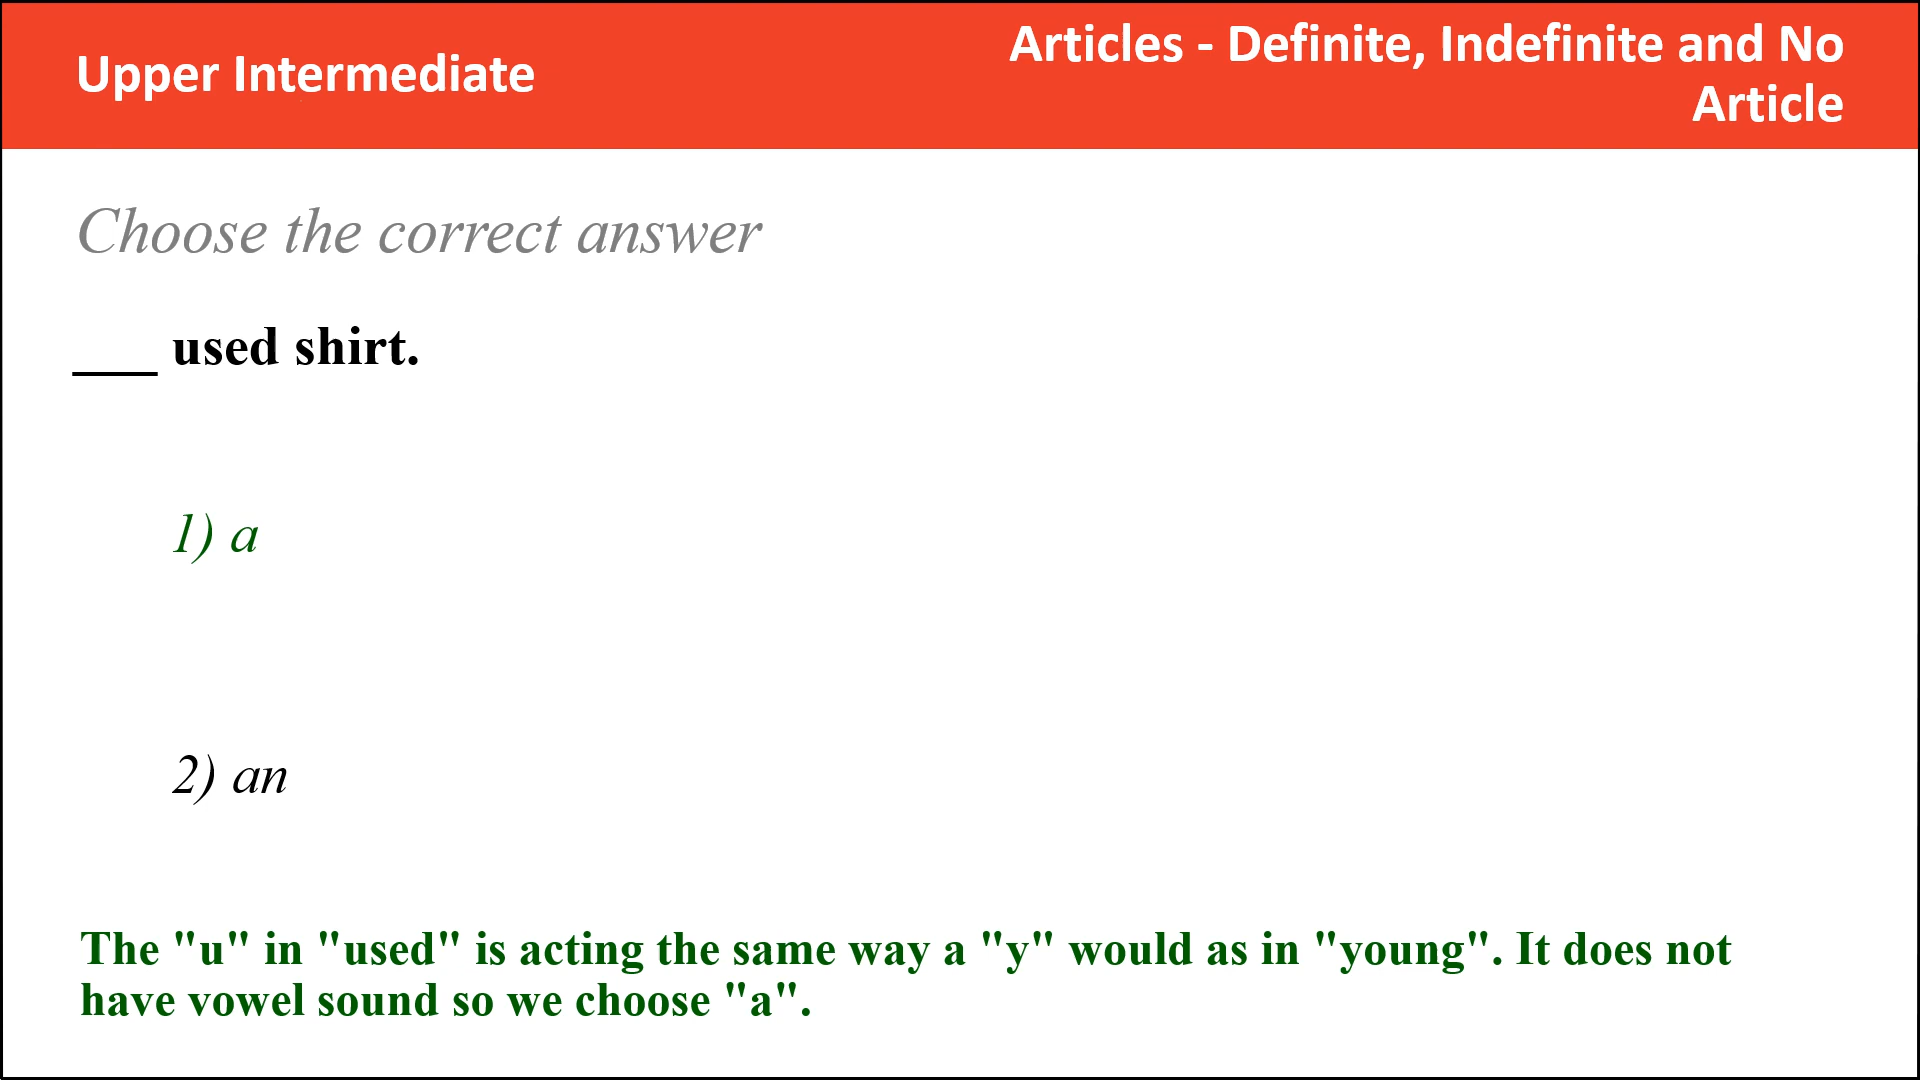 Upper Intermediate
Articles - Definite, Indefinite and No
Article
Choose the correct answer
___ used shirt.
1) a
2) an
The "u" in "used" is acting the same way a "y" would as in "young". It does not
have vowel sound so we choose "a".